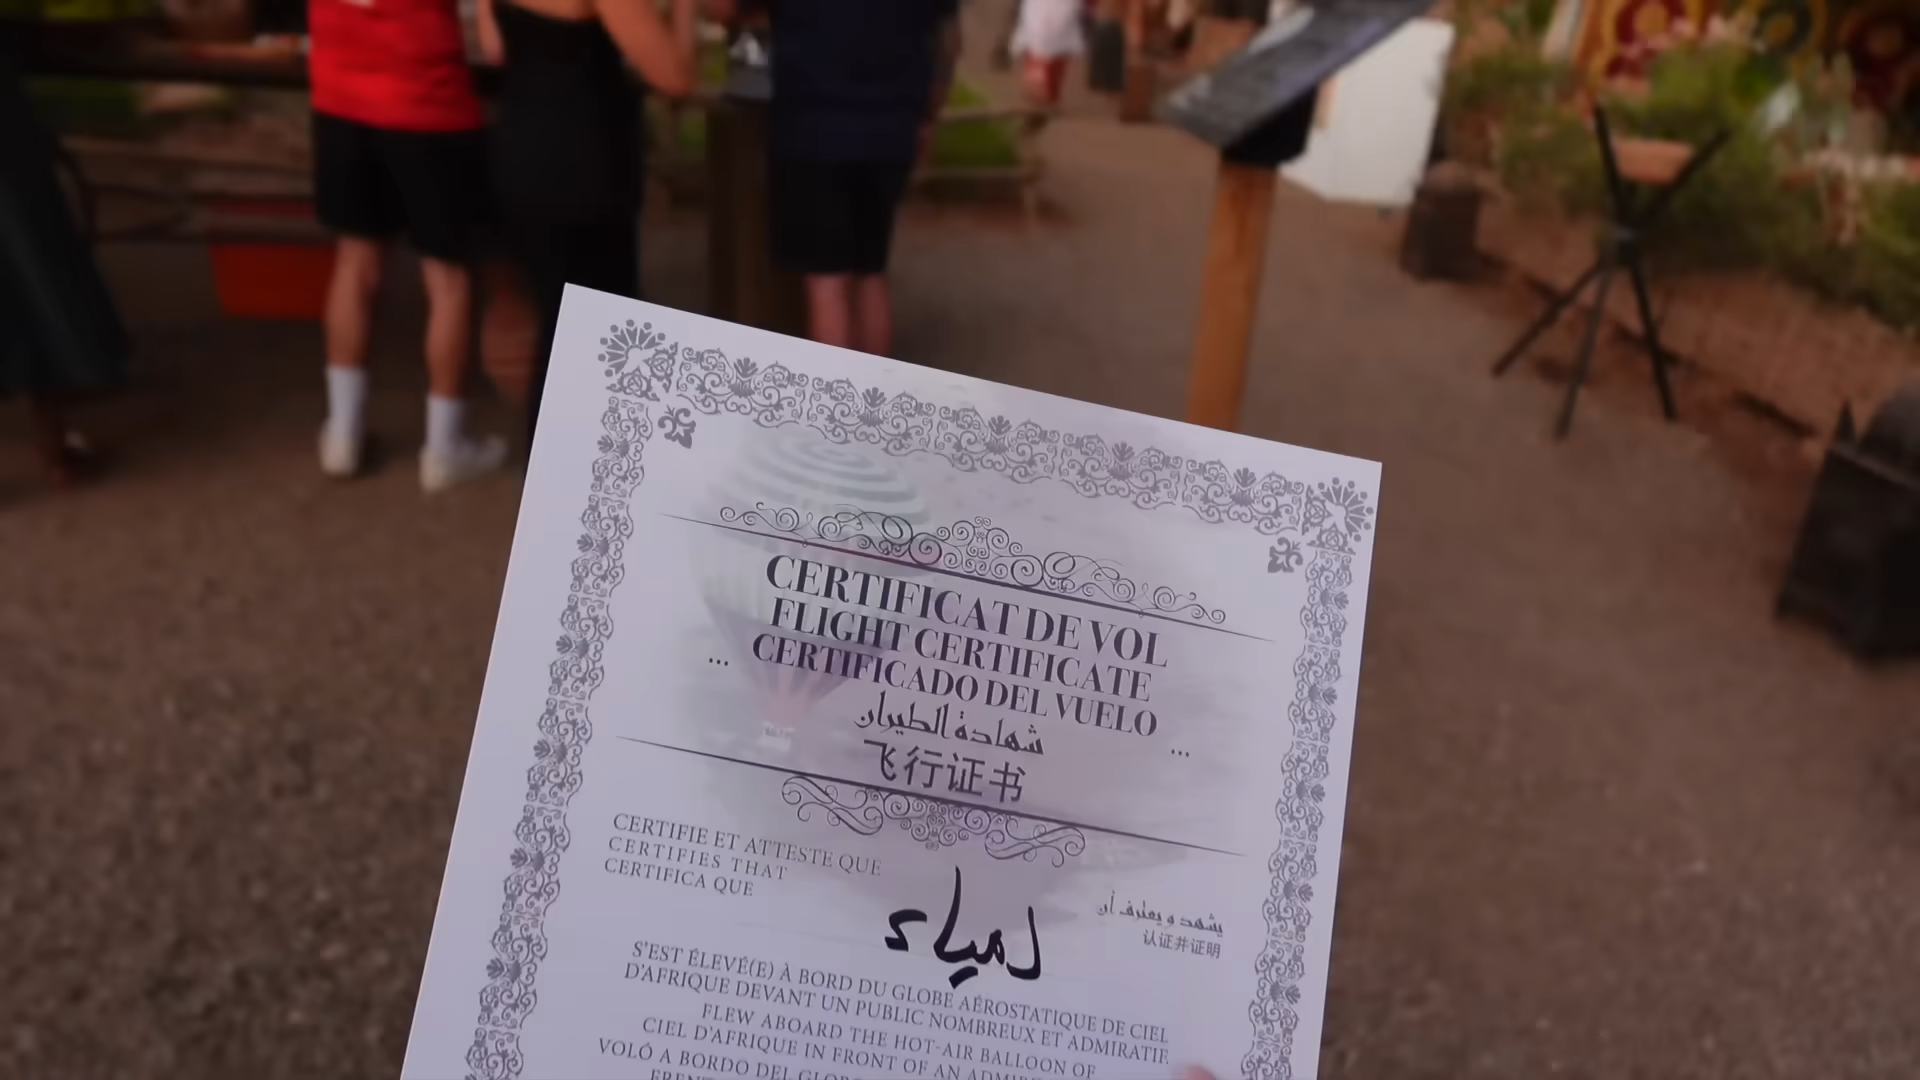 CERTIFICAT DE VOL
FLIGHT CERTIFICATE
... CERTIFICADO DEL VUELO ...
شهادة الطيران
飞行证书
CERTIFIE ET ATTESTE QUE
CERTIFIES THAT
CERTIFICA QUE
يشهد و يعترف أن
认证并证明
لمياء
S'EST ÉLEVÉ(E) À BORD DU GLOBE AÉROSTATIQUE DE CIEL
D'AFRIQUE DEVANT UN PUBLIC NOMBREUX ET ADMIRATIF
FLEW ABOARD THE HOT-AIR BALLOON OF
CIEL D'AFRIQUE IN FRONT OF AN
VOLÓ A BORDO DEL